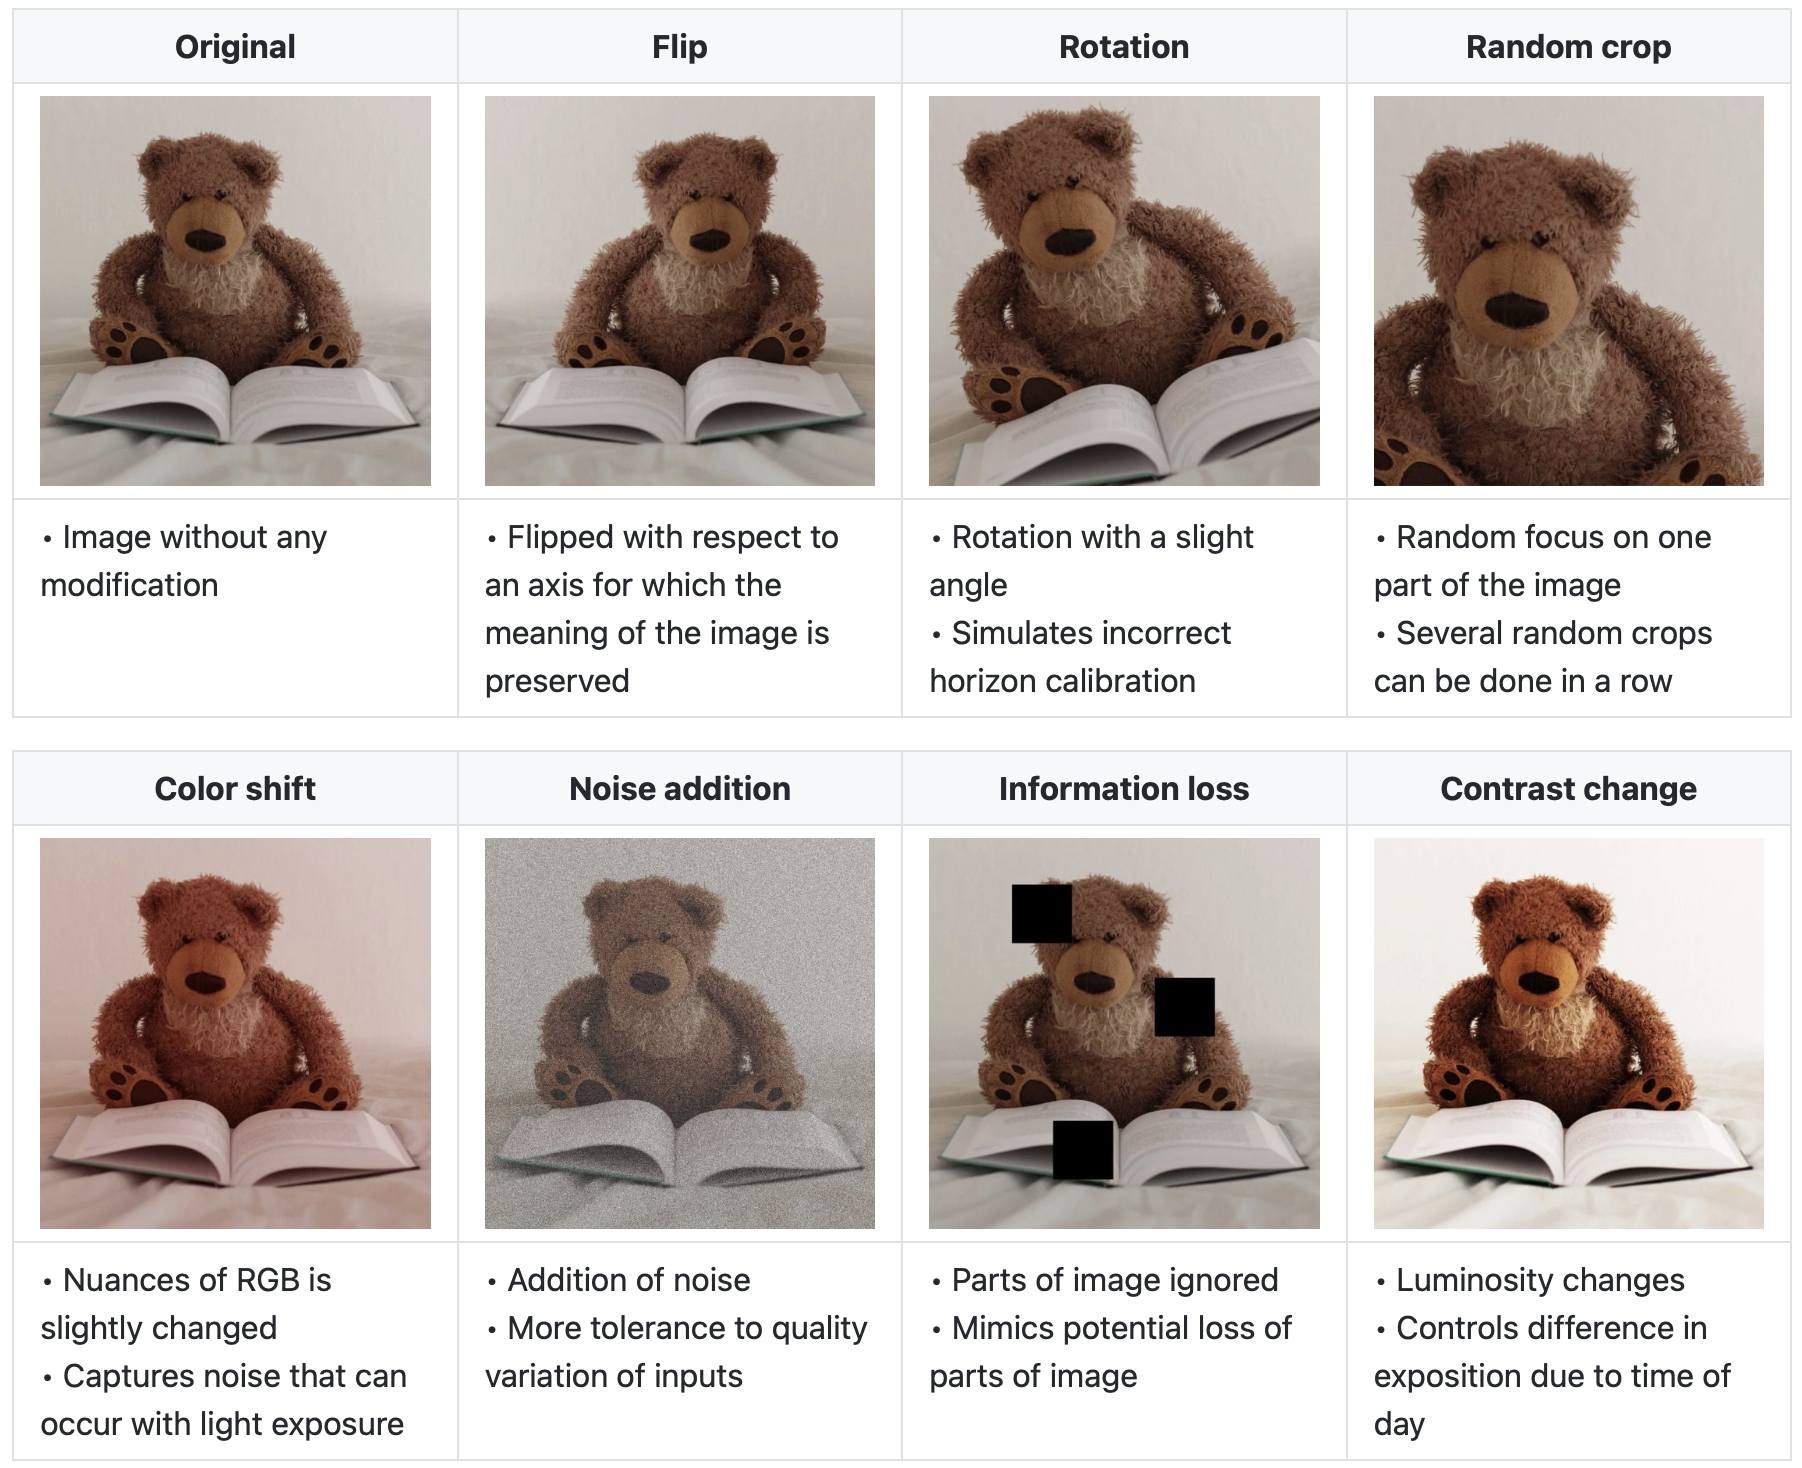 Original
Flip
Rotation
Random crop
• Image without any
modification
• Flipped with respect to
an axis for which the
meaning of the image is
preserved
• Rotation with a slight
angle
• Simulates incorrect
horizon calibration
• Random focus on one
part of the image
• Several random crops
can be done in a row
Color shift
Noise addition
Information loss
Contrast change
• Nuances of RGB is
slightly changed
• Captures noise that can
occur with light exposure
• Addition of noise
• More tolerance to quality
variation of inputs
• Parts of image ignored
• Mimics potential loss of
parts of image
• Luminosity changes
• Controls difference in
exposition due to time of
day